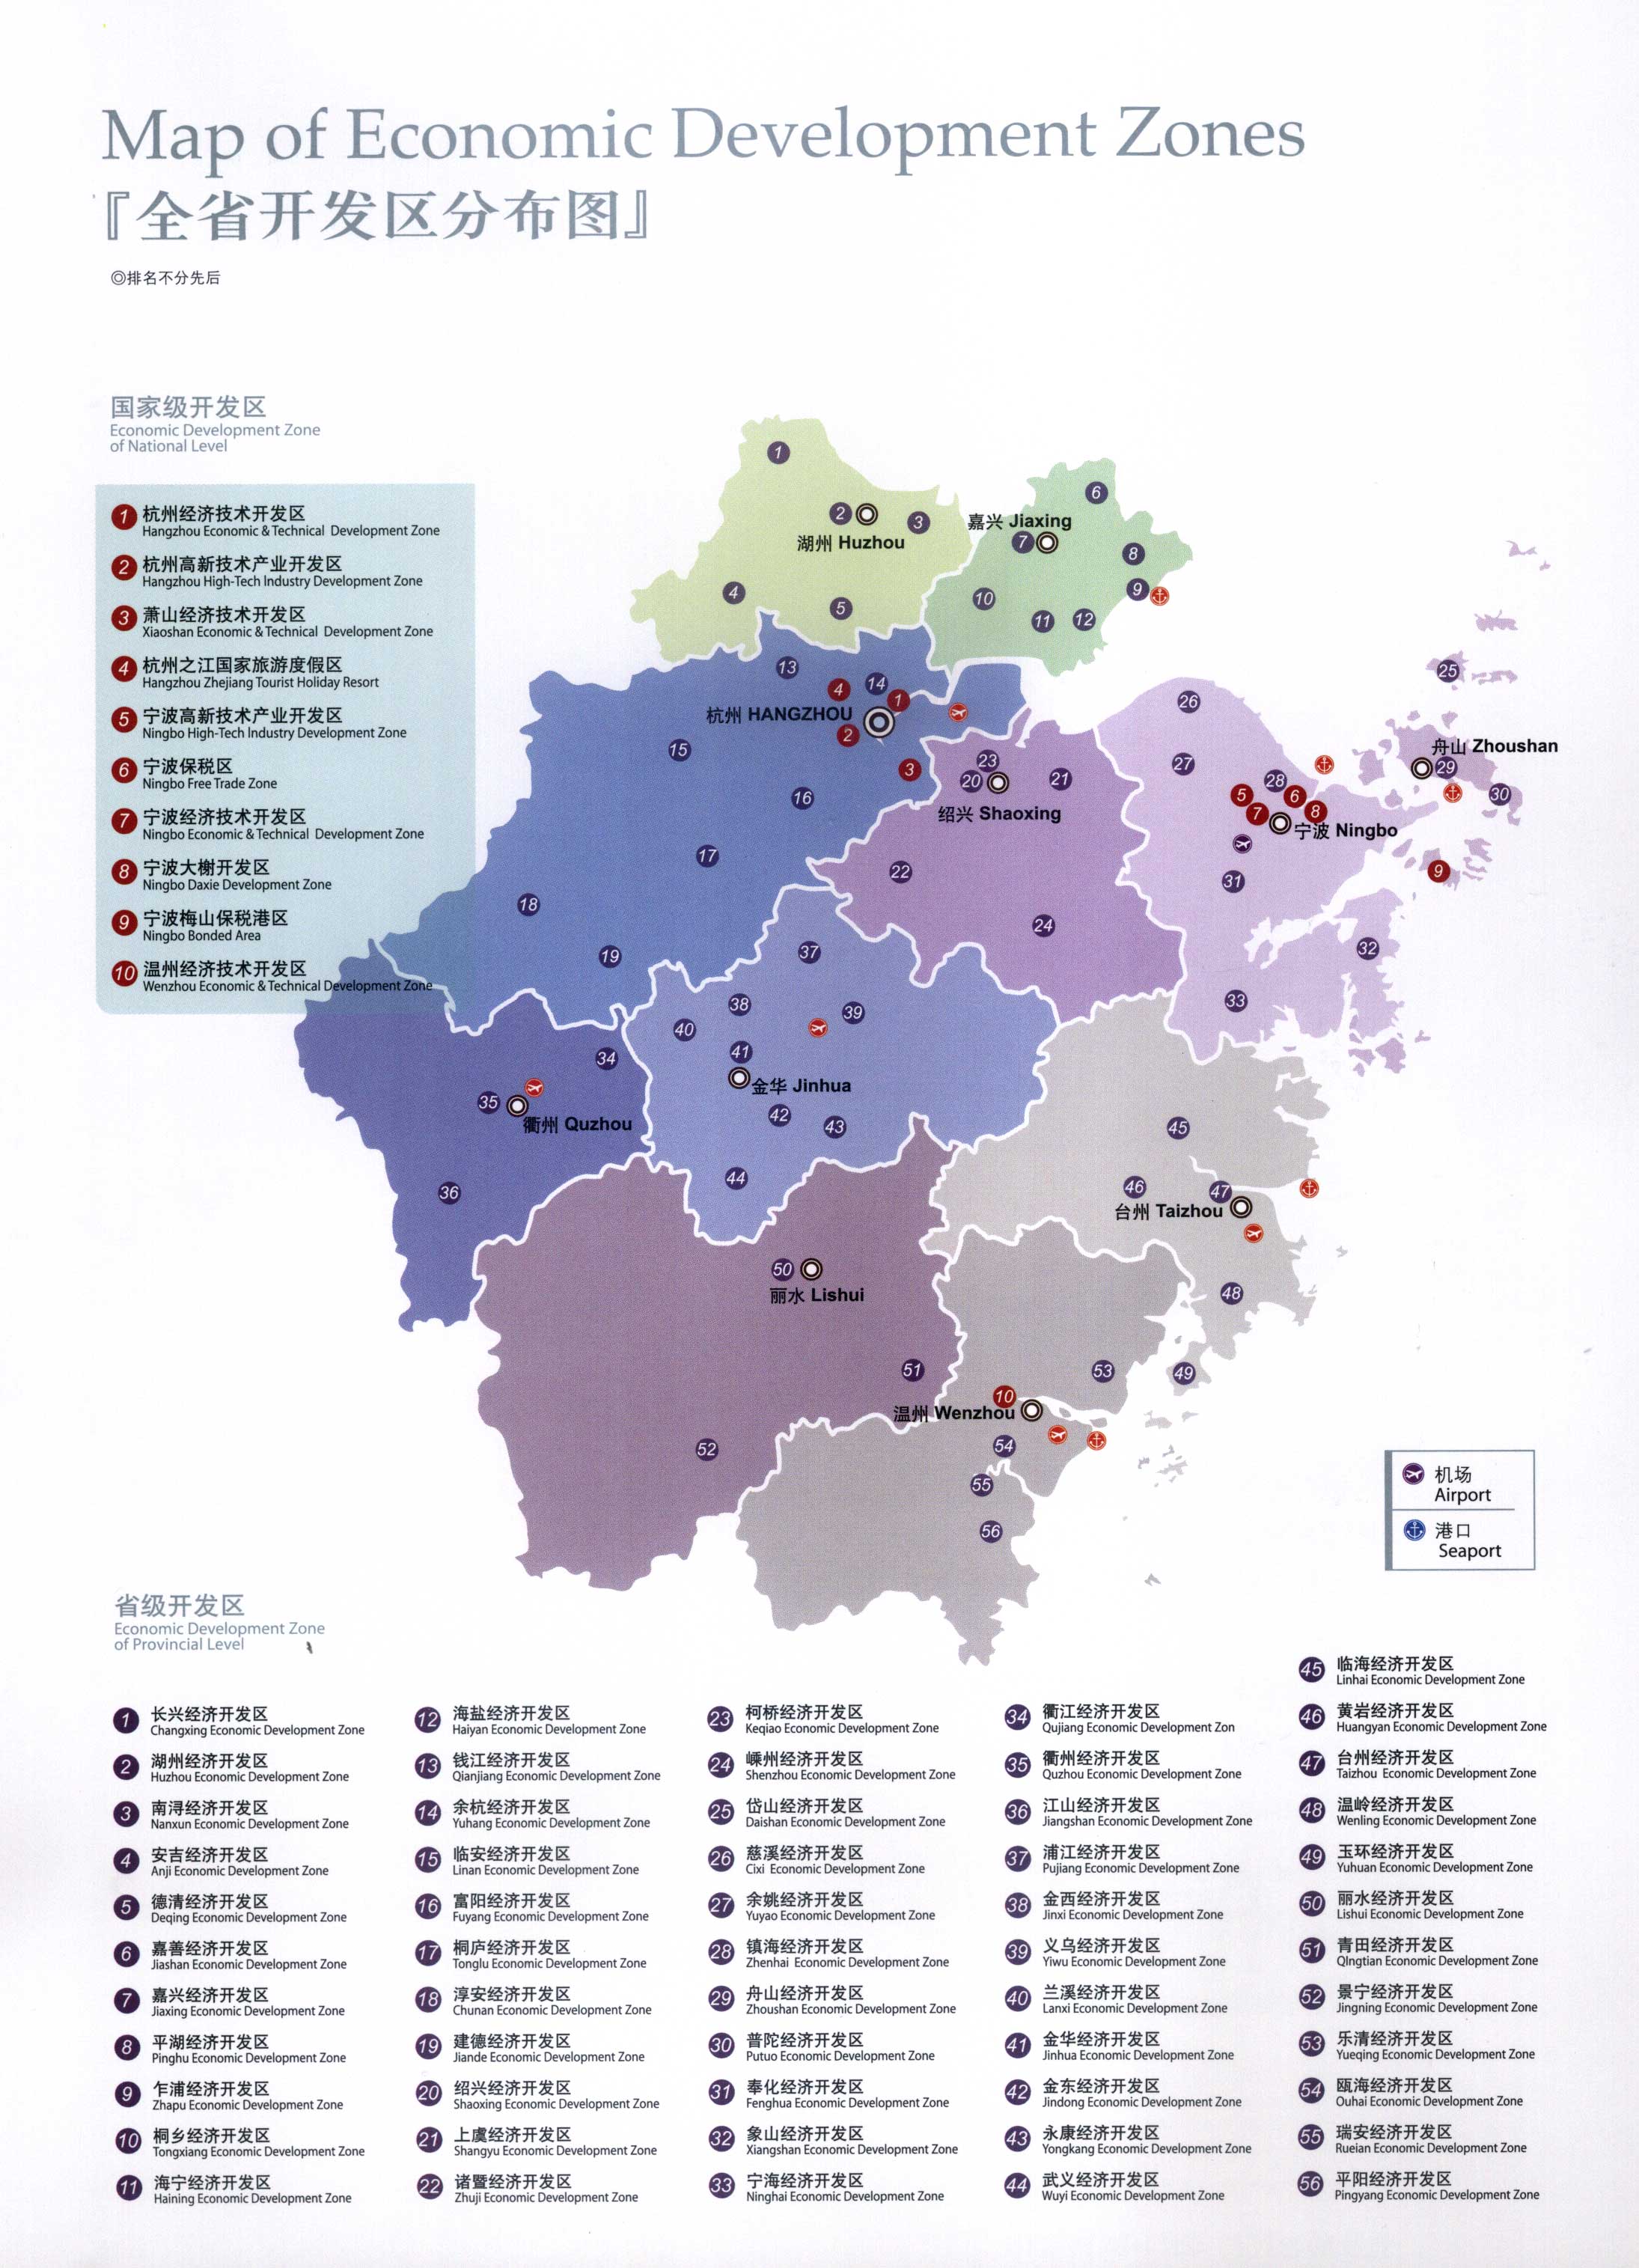 Map of Economic Development Zones
『全省开发区分布图』
◎排名不分先后
国家级开发区
Economic Development Zone
of National Level
1 杭州经济技术开发区
Hangzhou Economic & Technical Development Zone
2 杭州高新技术产业开发区
Hangzhou High-Tech Industry Development Zone
3 萧山经济技术开发区
Xiaoshan Economic & Technical Development Zone
4 杭州之江国家旅游度假区
Hangzhou Zhejiang Tourist Holiday Resort
5 宁波高新技术产业开发区
Ningbo High-Tech Industry Development Zone
6 宁波保税区
Ningbo Free Trade Zone
7 宁波经济技术开发区
Ningbo Economic & Technical Development Zone
8 宁波大榭开发区
Ningbo Daxie Development Zone
9 宁波梅山保税港区
Ningbo Bonded Area
10 温州经济技术开发区
Wenzhou Economic & Technical Development Zone
1
6
2
3
嘉兴 Jiaxing
湖州 Huzhou
7
8
4
5
10
9
11
12
13
4
14
1
25
26
杭州 HANGZHOU
2
15
舟山 Zhoushan
3
23
20
21
27
28
29
16
5
6
30
绍兴 Shaoxing
7
8
宁波 Ningbo
17
22
31
9
18
24
19
37
32
38
39
33
40
41
34
金华 Jinhua
35
衢州 Quzhou
42
43
45
44
36
46
47
台州 Taizhou
50
丽水 Lishui
48
51
53
49
10
温州 Wenzhou
52
54
55
56
机场
Airport
港口
Seaport
省级开发区
Economic Development Zone
of Provincial Level
1 长兴经济开发区
Changxing Economic Development Zone
2 湖州经济开发区
Huzhou Economic Development Zone
3 南浔经济开发区
Nanxun Economic Development Zone
4 安吉经济开发区
Anji Economic Development Zone
5 德清经济开发区
Deqing Economic Development Zone
6 嘉善经济开发区
Jiashan Economic Development Zone
7 嘉兴经济开发区
Jiaxing Economic Development Zone
8 平湖经济开发区
Pinghu Economic Development Zone
9 乍浦经济开发区
Zhapu Economic Development Zone
10 桐乡经济开发区
Tongxiang Economic Development Zone
11 海宁经济开发区
Haining Economic Development Zone
12 海盐经济开发区
Haiyan Economic Development Zone
13 钱江经济开发区
Qianjiang Economic Development Zone
14 余杭经济开发区
Yuhang Economic Development Zone
15 临安经济开发区
Linan Economic Development Zone
16 富阳经济开发区
Fuyang Economic Development Zone
17 桐庐经济开发区
Tonglu Economic Development Zone
18 淳安经济开发区
Chunan Economic Development Zone
19 建德经济开发区
Jiande Economic Development Zone
20 绍兴经济开发区
Shaoxing Economic Development Zone
21 上虞经济开发区
Shangyu Economic Development Zone
22 诸暨经济开发区
Zhuji Economic Development Zone
23 柯桥经济开发区
Keqiao Economic Development Zone
24 嵊州经济开发区
Shenzhou Economic Development Zone
25 岱山经济开发区
Daishan Economic Development Zone
26 慈溪经济开发区
Cixi Economic Development Zone
27 余姚经济开发区
Yuyao Economic Development Zone
28 镇海经济开发区
Zhenhai Economic Development Zone
29 舟山经济开发区
Zhoushan Economic Development Zone
30 普陀经济开发区
Putuo Economic Development Zone
31 奉化经济开发区
Fenghua Economic Development Zone
32 象山经济开发区
Xiangshan Economic Development Zone
33 宁海经济开发区
Ninghai Economic Development Zone
34 衢江经济开发区
Qujiang Economic Development Zon
35 衢州经济开发区
Quzhou Economic Development Zone
36 江山经济开发区
Jiangshan Economic Development Zone
37 浦江经济开发区
Pujiang Economic Development Zone
38 金西经济开发区
Jinxi Economic Development Zone
39 义乌经济开发区
Yiwu Economic Development Zone
40 兰溪经济开发区
Lanxi Economic Development Zone
41 金华经济开发区
Jinhua Economic Development Zone
42 金东经济开发区
Jindong Economic Development Zone
43 永康经济开发区
Yongkang Economic Development Zone
44 武义经济开发区
Wuyi Economic Development Zone
45 临海经济开发区
Linhai Economic Development Zone
46 黄岩经济开发区
Huangyan Economic Development Zone
47 台州经济开发区
Taizhou Economic Development Zone
48 温岭经济开发区
Wenling Economic Development Zone
49 玉环经济开发区
Yuhuan Economic Development Zone
50 丽水经济开发区
Lishui Economic Development Zone
51 青田经济开发区
QIngtian Economic Development Zone
52 景宁经济开发区
Jingning Economic Development Zone
53 乐清经济开发区
Yueqing Economic Development Zone
54 瓯海经济开发区
Ouhai Economic Development Zone
55 瑞安经济开发区
Rueian Economic Development Zone
56 平阳经济开发区
Pingyang Economic Development Zone